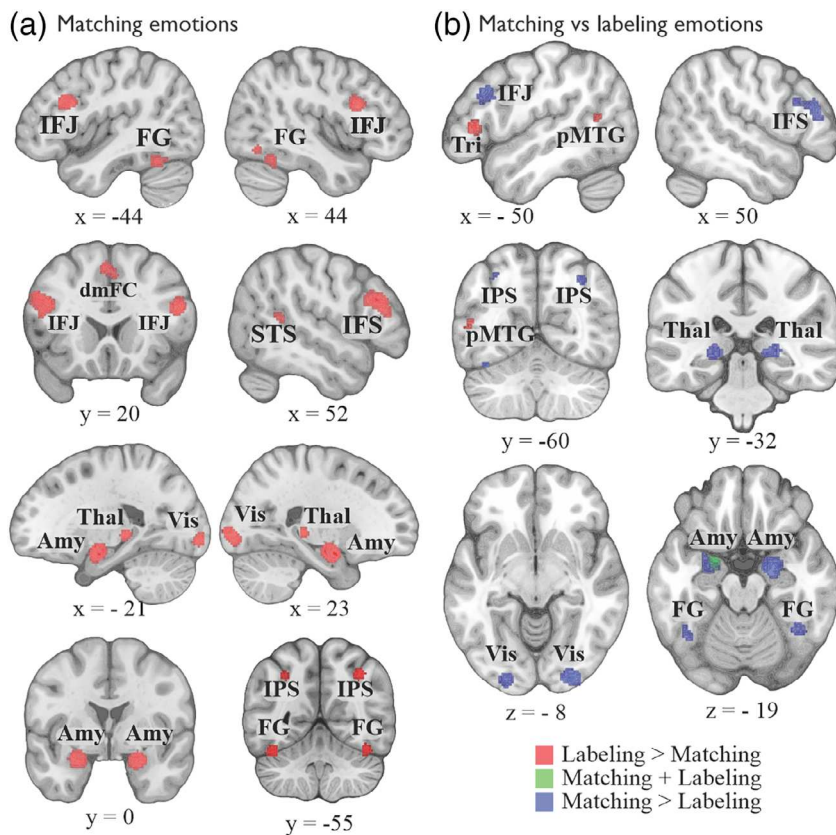 (a) Matching emotions
IFJ
FG
x = -44
FG
IFJ
x = 44
dmFC
IFJ IFJ
y = 20
STS IFS
x = 52
Thal Vis
Amy
x = - 21
Vis Thal
Amy
x = 23
Amy Amy
y = 0
IPS IPS
FG FG
y = -55
(b) Matching vs labeling emotions
IFJ
Tri pMTG
x = - 50
IFS
x = 50
IPS IPS
pMTG
y = -60
Thal Thal
y = -32
Vis Vis
z = - 8
Amy Amy
FG FG
z = - 19
Labeling > Matching
Matching + Labeling
Matching > Labeling